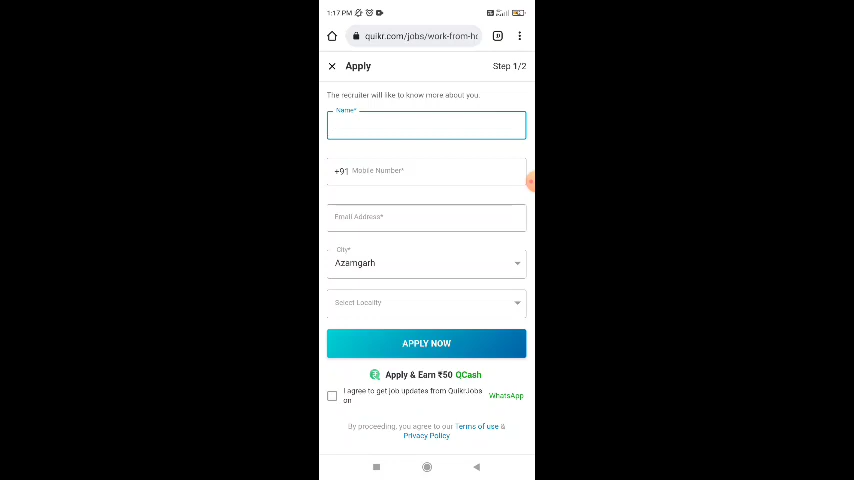 1:17 PM
quikr.com/jobs/work-from-ho
Apply
Step 1/2
The recruiter will like to know more about you.
Name*
+91 Mobile Number*
Email Address*
City*
Azamgarh
Select Locality
APPLY NOW
Apply & Earn ₹50 QCash
I agree to get job updates from QuikrJobs
on
WhatsApp
By proceeding, you agree to our Terms of use &
Privacy Policy